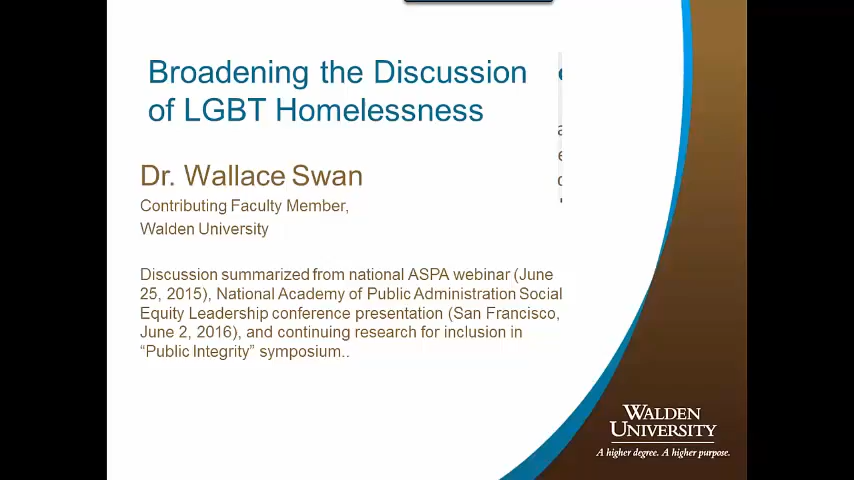 Broadening the Discussion
of LGBT Homelessness
Dr. Wallace Swan
Contributing Faculty Member,
Walden University
Discussion summarized from national ASPA webinar (June
25, 2015), National Academy of Public Administration Social
Equity Leadership conference presentation (San Francisco,
June 2, 2016), and continuing research for inclusion in
“Public Integrity” symposium..
WALDEN
UNIVERSITY
A higher degree. A higher purpose.